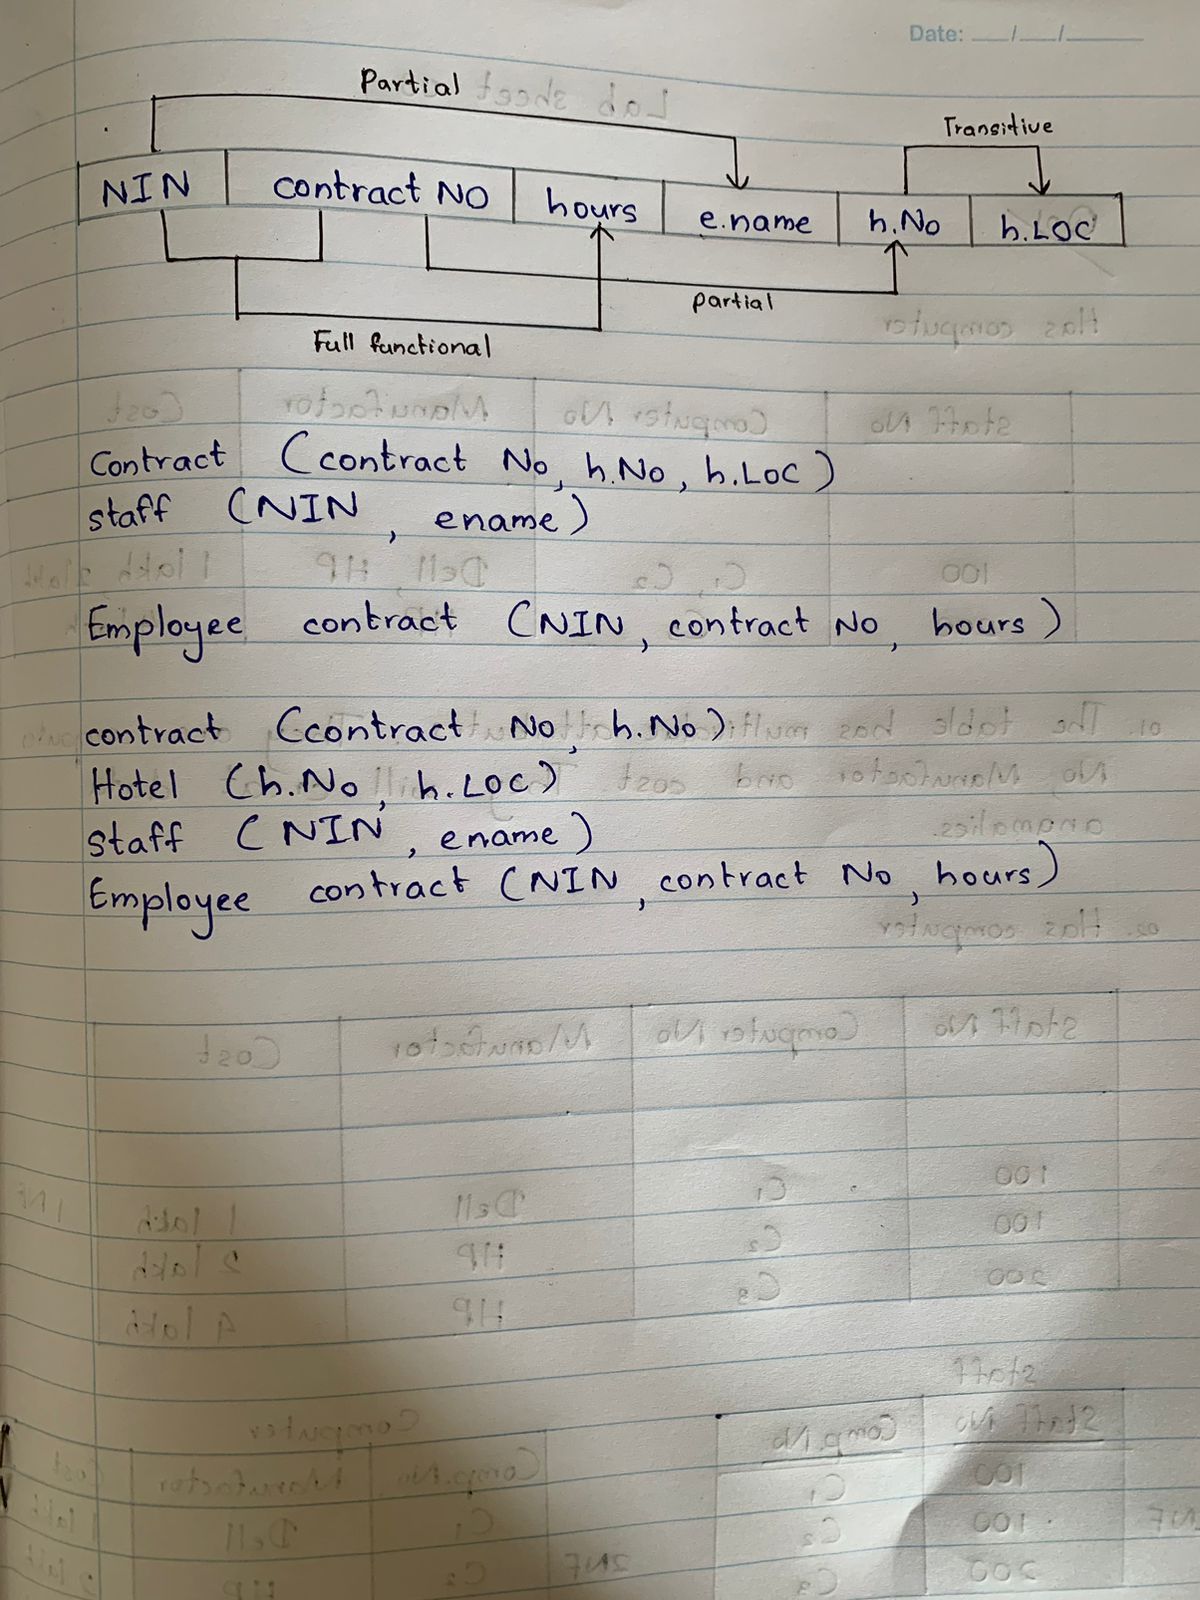 Date: __/__/____
Partial
Transitive
NIN contract NO hours e.name h.No h.LOC
partial
Full functional
Contract (contract No, h.No, h.LOC)
staff (NIN, ename)
Employee contract (NIN, contract No, hours)
contract (contract No, h.No)
Hotel (h.No, h.LOC)
staff (NIN, ename)
Employee contract (NIN, contract No, hours)